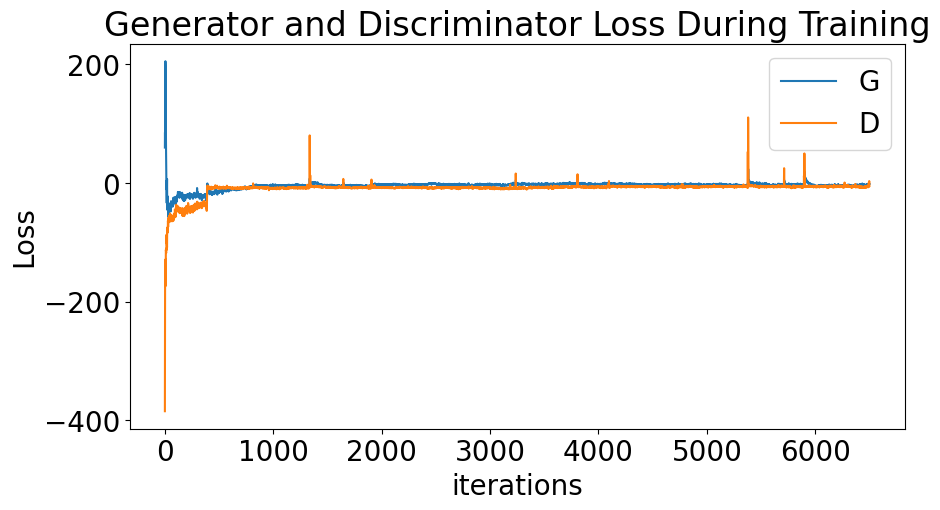 Generator and Discriminator Loss During Training
G
D
200
0
−200
−400
Loss
0 1000 2000 3000 4000 5000 6000
iterations